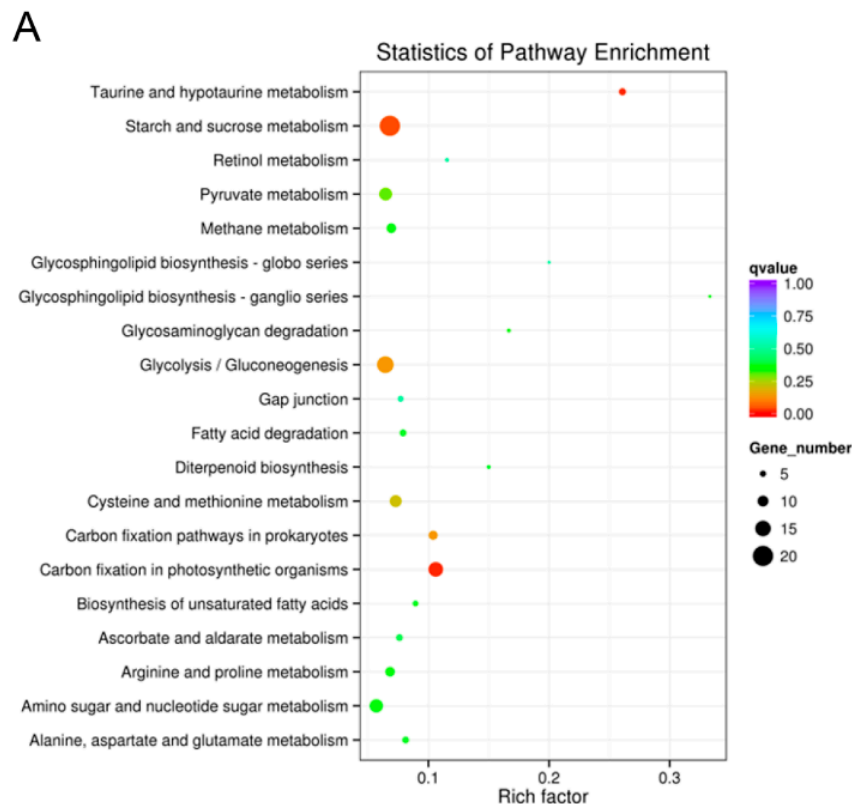 A
Statistics of Pathway Enrichment
Taurine and hypotaurine metabolism
Starch and sucrose metabolism
Retinol metabolism
Pyruvate metabolism
Methane metabolism
Glycosphingolipid biosynthesis - globo series
Glycosphingolipid biosynthesis - ganglio series
Glycosaminoglycan degradation
Glycolysis / Gluconeogenesis
Gap junction
Fatty acid degradation
Diterpenoid biosynthesis
Cysteine and methionine metabolism
Carbon fixation pathways in prokaryotes
Carbon fixation in photosynthetic organisms
Biosynthesis of unsaturated fatty acids
Ascorbate and aldarate metabolism
Arginine and proline metabolism
Amino sugar and nucleotide sugar metabolism
Alanine, aspartate and glutamate metabolism
0.1 0.2 0.3
Rich factor
qvalue
1.00
0.75
0.50
0.25
0.00
Gene_number
5
10
15
20